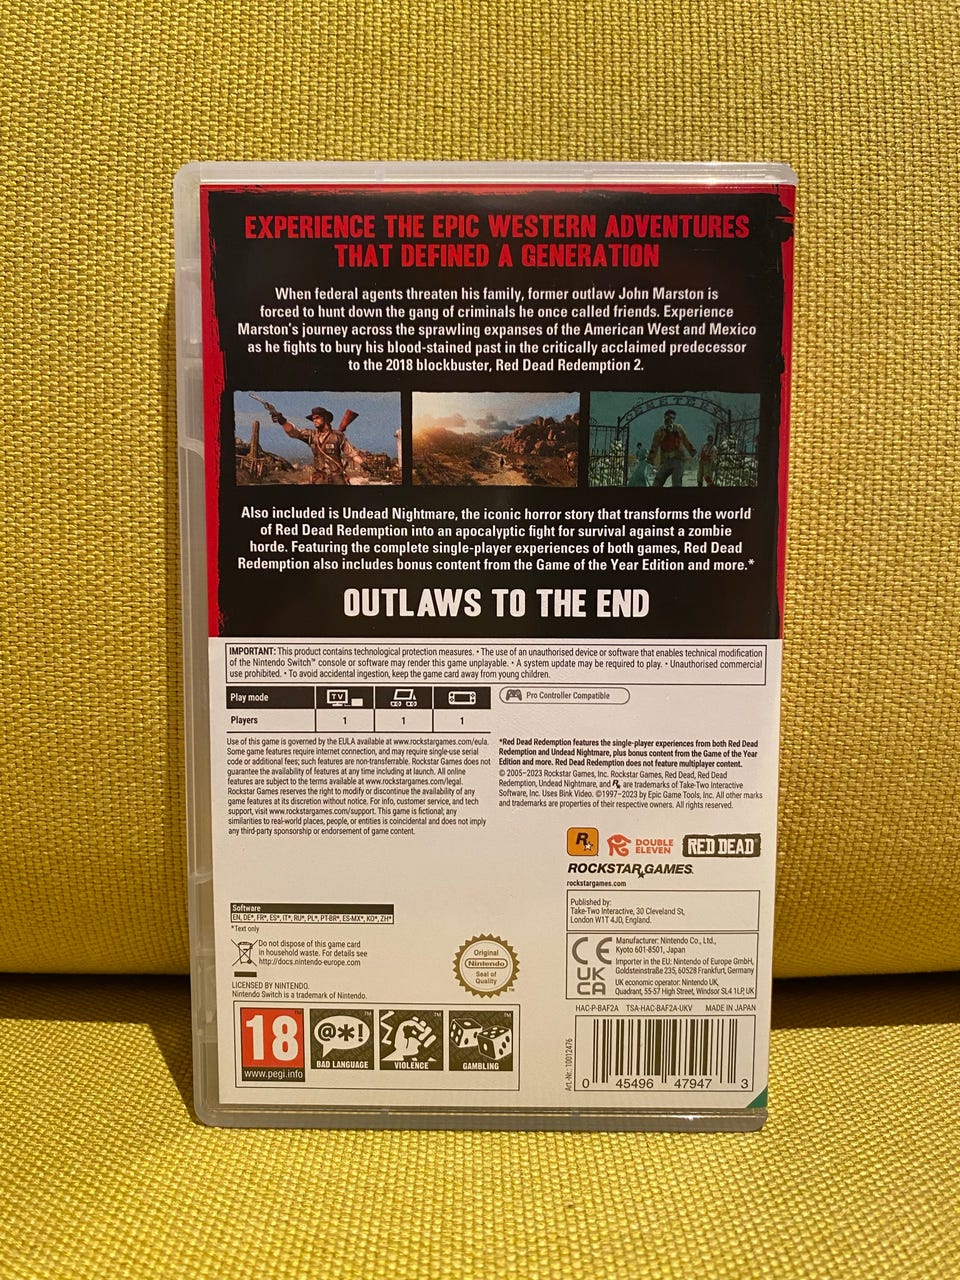 EXPERIENCE THE EPIC WESTERN ADVENTURES
THAT DEFINED A GENERATION
When federal agents threaten his family, former outlaw John Marston is
forced to hunt down the gang of criminals he once called friends. Experience
Marston's journey across the sprawling expanses of the American West and Mexico
as he fights to bury his blood-stained past in the critically acclaimed predecessor
to the 2018 blockbuster, Red Dead Redemption 2.
CEMETERY
Also included is Undead Nightmare, the iconic horror story that transforms the world
of Red Dead Redemption into an apocalyptic fight for survival against a zombie
horde. Featuring the complete single-player experiences of both games, Red Dead
Redemption also includes bonus content from the Game of the Year Edition and more.*
OUTLAWS TO THE END
IMPORTANT: This product contains technological protection measures. • The use of an unauthorised device or software that enables technical modification
of the Nintendo Switch™ console or software may render this game unplayable. • A system update may be required to play. • Unauthorised commercial
use prohibited. • To avoid accidental ingestion, keep the game card away from young children.
Play mode TV
Players 1 1 1
Pro Controller Compatible
Use of this game is governed by the EULA available at www.rockstargames.com/eula.
Some game features require internet connection, and may require single-use serial
code or additional fees; such features are non-transferrable. Rockstar Games does not
guarantee the availability of features at any time including at launch. All online
features are subject to the terms available at www.rockstargames.com/legal.
Rockstar Games reserves the right to modify or discontinue the availability of any
game features at its discretion without notice. For info, customer service, and tech
support, visit www.rockstargames.com/support. This game is fictional; any
similarities to real-world places, people, or entities is coincidental and does not imply
any third-party sponsorship or endorsement of game content.
*Red Dead Redemption features the single-player experiences from both Red Dead
Redemption and Undead Nightmare, plus bonus content from the Game of the Year
Edition and more. Red Dead Redemption does not feature multiplayer content.
© 2005-2023 Rockstar Games, Inc. Rockstar Games, Red Dead, Red Dead
Redemption, Undead Nightmare, and R★ are trademarks of Take-Two Interactive
Software, Inc. Uses Bink Video. ©1997-2023 by Epic Game Tools, Inc. All other marks
and trademarks are properties of their respective owners. All rights reserved.
R★
DOUBLE
ELEVEN
RED DEAD
ROCKSTAR GAMES
rockstargames.com
Published by:
Take-Two Interactive, 30 Cleveland St,
London W1T 4JD, England.
Software
EN, DE*, FR*, ES*, IT*, RU*, PL*, PT-BR*, ES-MX*, KO*, ZH*
*Text only
Do not dispose of this game card
in household waste. For details see
http://docs.nintendo-europe.com
LICENSED BY NINTENDO.
Nintendo Switch is a trademark of Nintendo.
Original
Nintendo
Seal of
Quality
TM
CE
UK
CA
Manufacturer: Nintendo Co., Ltd.,
Kyoto 601-8501, Japan
Importer in the EU: Nintendo of Europe GmbH,
Goldsteinstraße 235, 60528 Frankfurt, Germany
UK economic operator: Nintendo UK,
Quadrant, 55-57 High Street, Windsor SL4 1LP, UK
HAC-P-BAF2A TSA-HAC-BAF2A-UKV MADE IN JAPAN
18
www.pegi.info
@*!
BAD LANGUAGE
VIOLENCE
GAMBLING
Art.-Nr.: 10012476
0 45496 47947 3